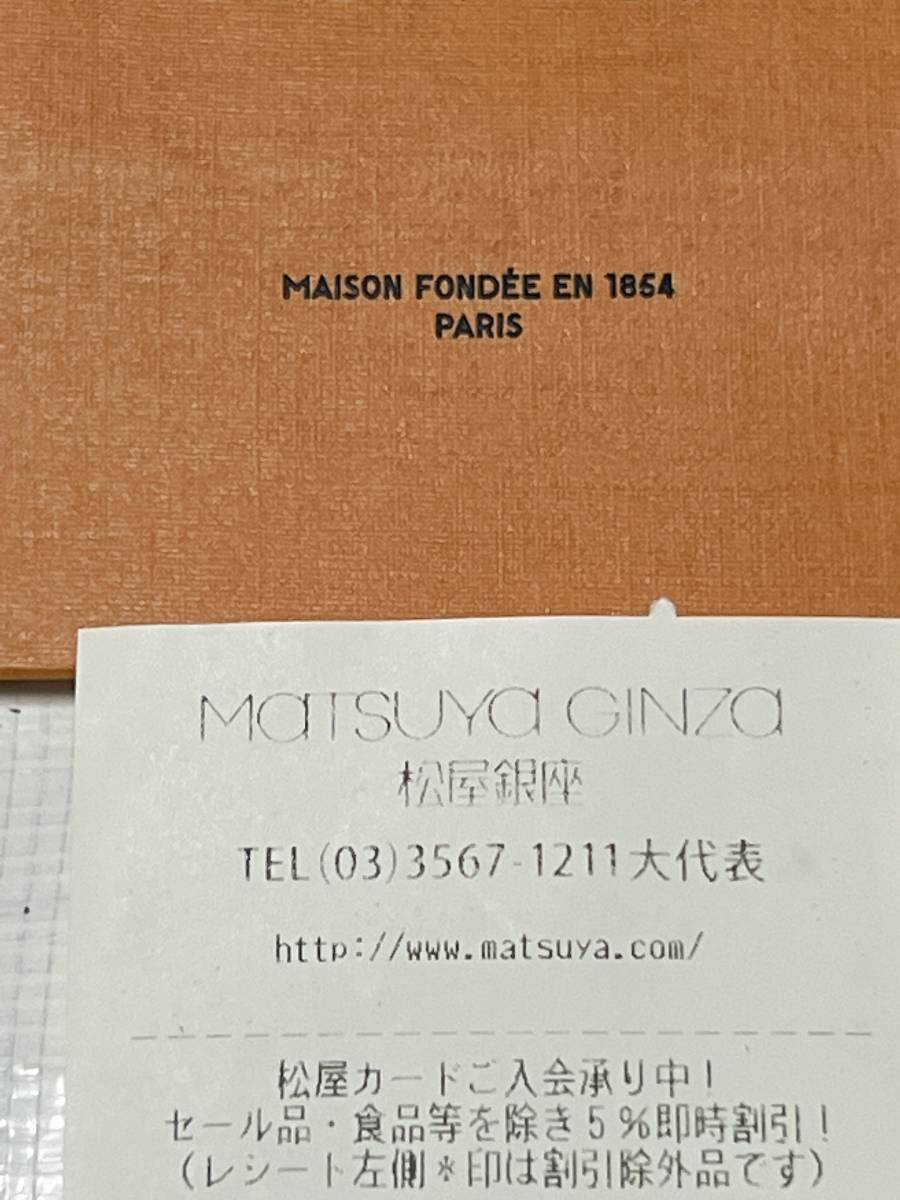 MAISON FONDÉE EN 1854
PARIS
MATSUYA GINZA
松屋銀座
TEL(03)3567-1211大代表
http://www.matsuya.com/
松屋カードご入会承り中!
セール品・食品等を除き5%即時割引!
(レシート左側*印は割引除外品です)